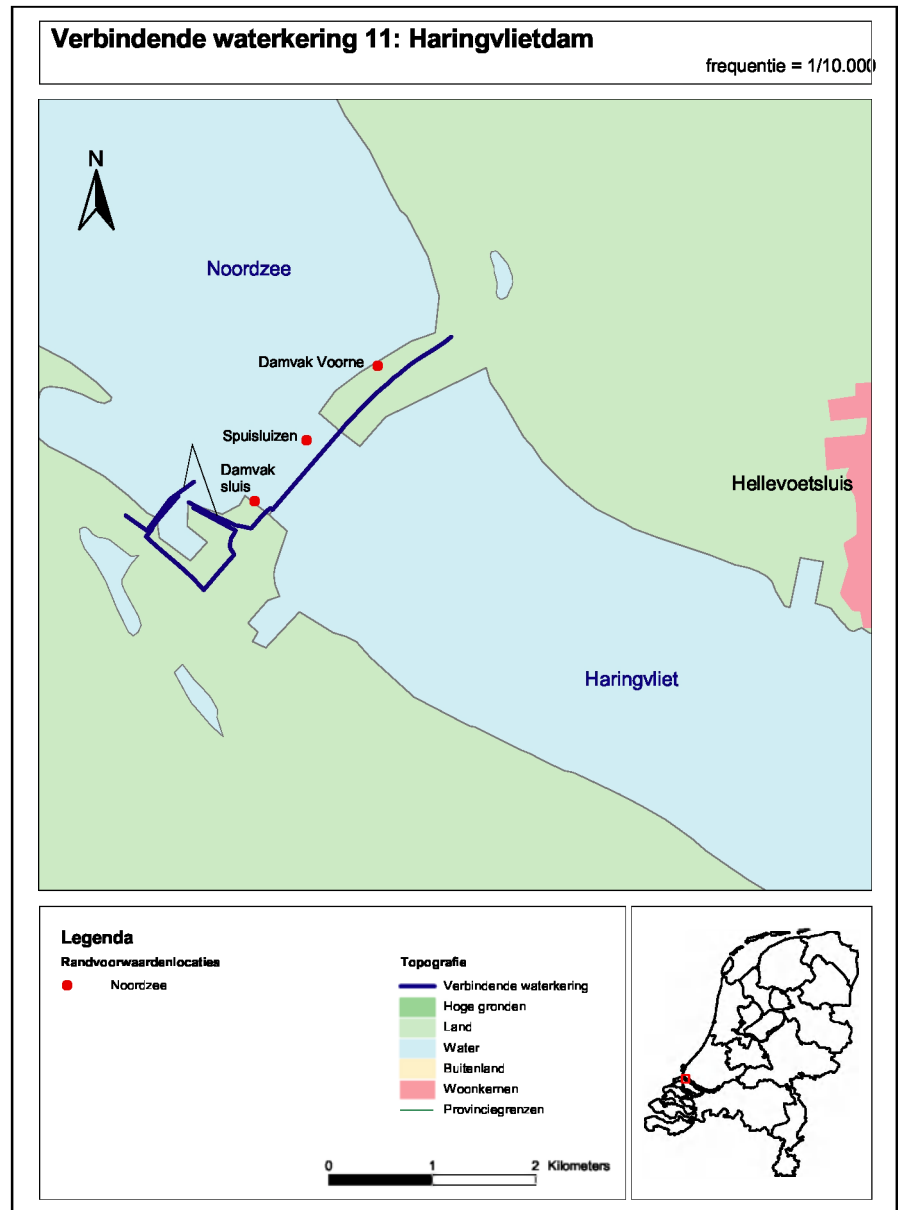 Verbindende waterkering 11: Haringvlietdam
frequentie = 1/10.000
N
Noordzee
Damvak Voorne
Spuisluizen
Damvak
sluis
Hellevoetsluis
Haringvliet
Legenda
Randvoorwaardenlocaties
Noordzee
Topografie
Verbindende waterkering
Hoge gronden
Land
Water
Buitenland
Woonkernen
Provinciegrenzen
0 1 2 Kilometers